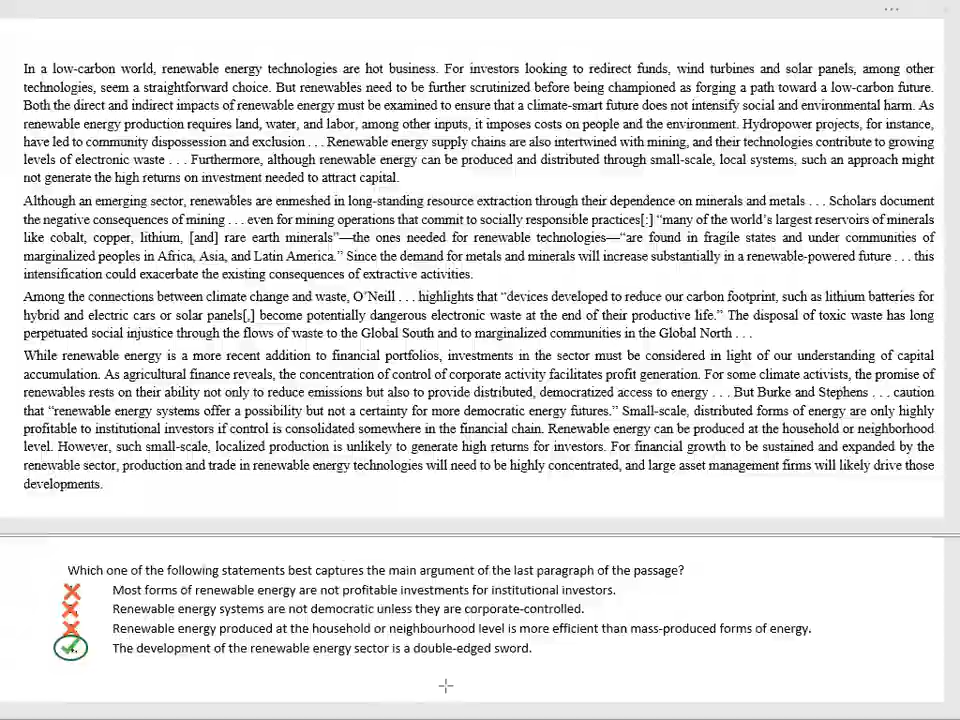 In a low-carbon world, renewable energy technologies are hot business. For investors looking to redirect funds, wind turbines and solar panels, among other
technologies, seem a straightforward choice. But renewables need to be further scrutinized before being championed as forging a path toward a low-carbon future.
Both the direct and indirect impacts of renewable energy must be examined to ensure that a climate-smart future does not intensify social and environmental harm. As
renewable energy production requires land, water, and labor, among other inputs, it imposes costs on people and the environment. Hydropower projects, for instance,
have led to community dispossession and exclusion . . . Renewable energy supply chains are also intertwined with mining, and their technologies contribute to growing
levels of electronic waste . . . Furthermore, although renewable energy can be produced and distributed through small-scale, local systems, such an approach might
not generate the high returns on investment needed to attract capital.
Although an emerging sector, renewables are enmeshed in long-standing resource extraction through their dependence on minerals and metals . . . Scholars document
the negative consequences of mining . . . even for mining operations that commit to socially responsible practices[:] “many of the world’s largest reservoirs of minerals
like cobalt, copper, lithium, [and] rare earth minerals”—the ones needed for renewable technologies—“are found in fragile states and under communities of
marginalized peoples in Africa, Asia, and Latin America.” Since the demand for metals and minerals will increase substantially in a renewable-powered future . . . this
intensification could exacerbate the existing consequences of extractive activities.
Among the connections between climate change and waste, O’Neill . . . highlights that “devices developed to reduce our carbon footprint, such as lithium batteries for
hybrid and electric cars or solar panels[,] become potentially dangerous electronic waste at the end of their productive life.” The disposal of toxic waste has long
perpetuated social injustice through the flows of waste to the Global South and to marginalized communities in the Global North . . .
While renewable energy is a more recent addition to financial portfolios, investments in the sector must be considered in light of our understanding of capital
accumulation. As agricultural finance reveals, the concentration of control of corporate activity facilitates profit generation. For some climate activists, the promise of
renewables rests on their ability not only to reduce emissions but also to provide distributed, democratized access to energy . . . But Burke and Stephens . . . caution
that “renewable energy systems offer a possibility but not a certainty for more democratic energy futures.” Small-scale, distributed forms of energy are only highly
profitable to institutional investors if control is consolidated somewhere in the financial chain. Renewable energy can be produced at the household or neighborhood
level. However, such small-scale, localized production is unlikely to generate high returns for investors. For financial growth to be sustained and expanded by the
renewable sector, production and trade in renewable energy technologies will need to be highly concentrated, and large asset management firms will likely drive those
developments.
Which one of the following statements best captures the main argument of the last paragraph of the passage?
Most forms of renewable energy are not profitable investments for institutional investors.
Renewable energy systems are not democratic unless they are corporate-controlled.
Renewable energy produced at the household or neighbourhood level is more efficient than mass-produced forms of energy.
The development of the renewable energy sector is a double-edged sword.